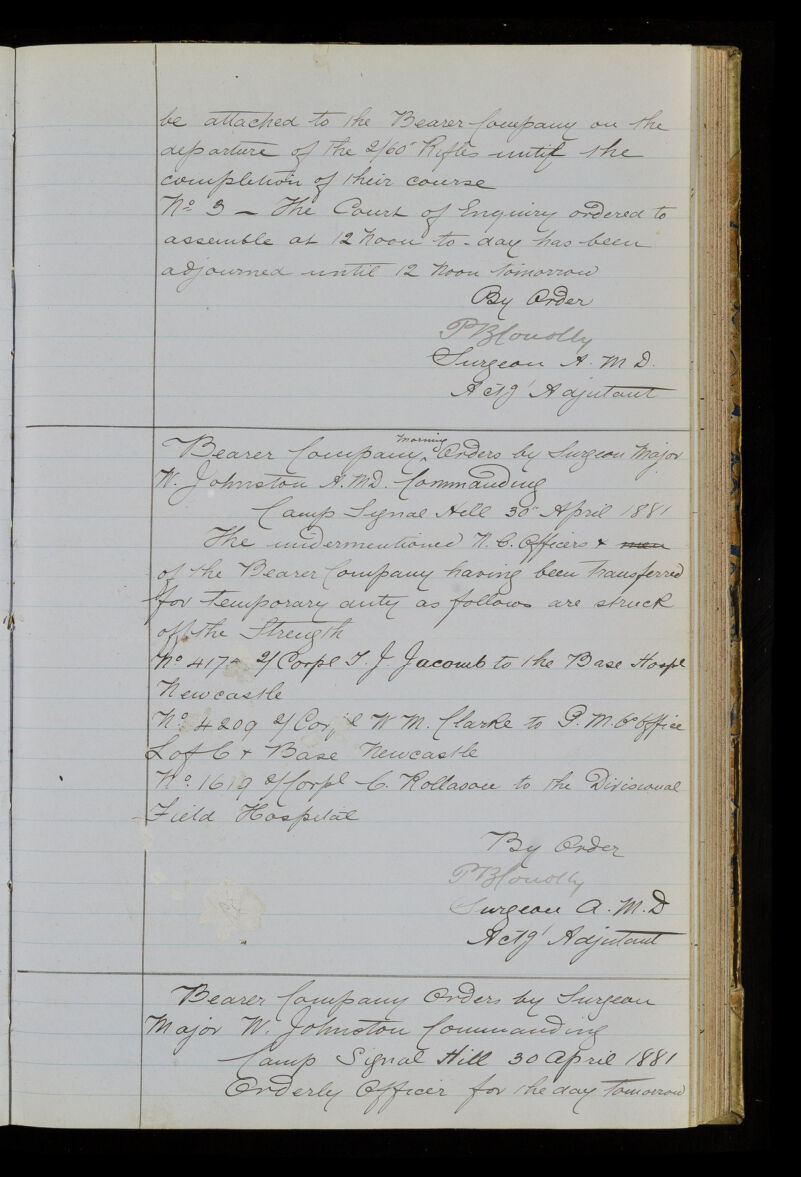 be attached to the Bearer Company on the
departure of the 2/60" Rifles until the
completion of their course
No 3 - The Court of Enquiry ordered to
assemble at 12 Noon to-day has been
adjourned until 12 Noon tomorrow
By Order
PBConolly
Surgeon A.M.D.
Actg' Adjutant
Bearer Company morning Orders by Surgeon Major
W. Johnston A.M.D. Commanding
Camp Signal Hill 30" April 1881
The undermentioned N.C. Officers & men
of the Bearer Company having been transferred
for temporary duty as follows are struck
off the Strength
No 417 2/Corpl T. J. Jacomb to the Base Hospl
Newcastle
No. 4209 2/Corpl W M. Clarke to P.M.Os office
L of C & Base Newcastle
No. 1619 2/Corpl C. Rollason to the Divisional
Field Hospital
By Order
PBConolly
Surgeon A.M.D
Actg' Adjutant
Bearer Company Orders by Surgeon
Major W. Johnston Commanding
Camp Signal Hill 30 April 1881
Orderly Officer for the day tomorrow